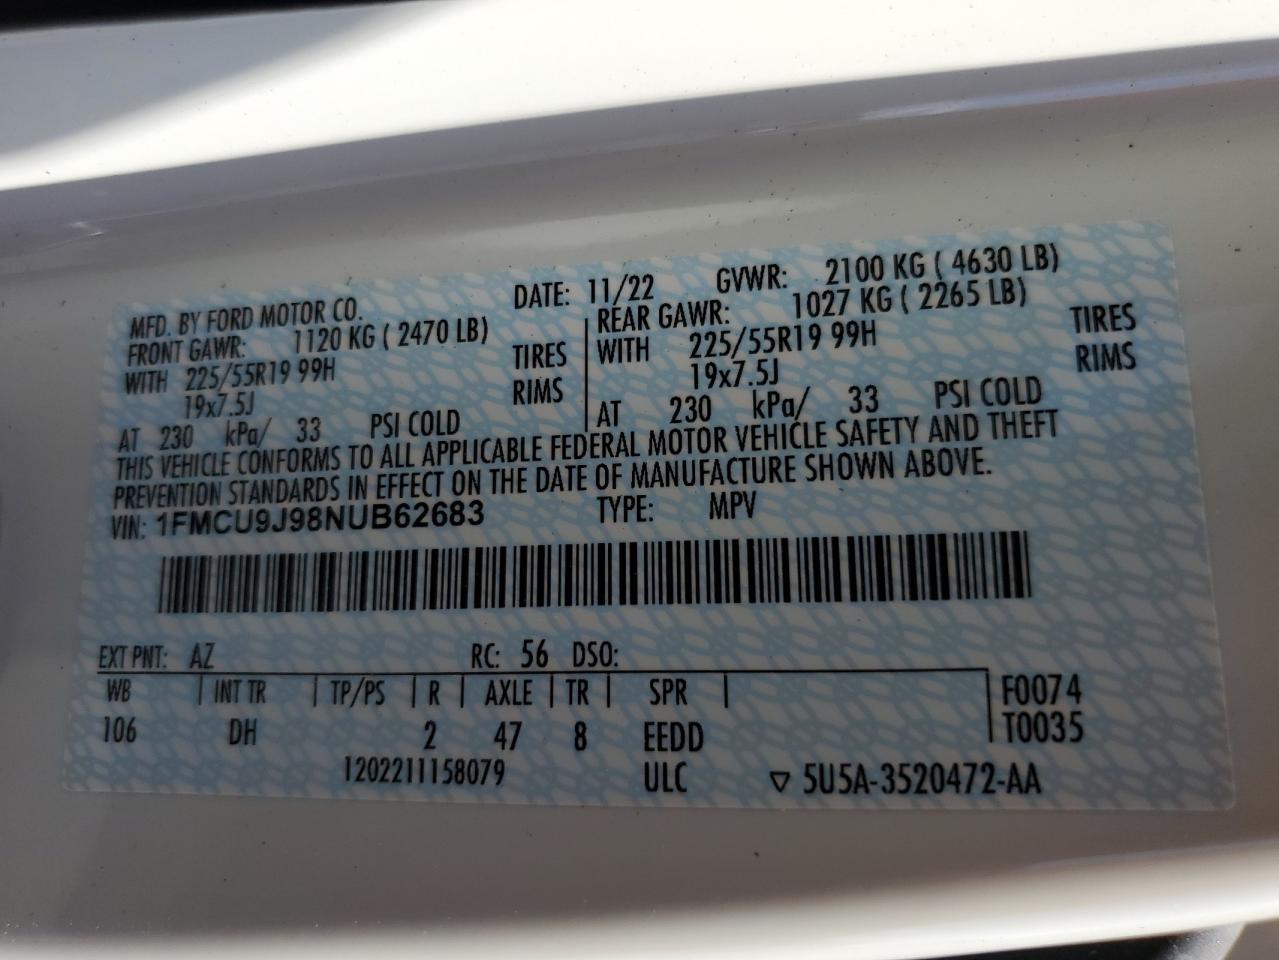 MFD. BY FORD MOTOR CO. DATE: 11/22 GVWR: 2100 KG ( 4630 LB)
FRONT GAWR: 1120 KG ( 2470 LB) REAR GAWR: 1027 KG ( 2265 LB)
WITH 225/55R19 99H TIRES WITH 225/55R19 99H TIRES
19x7.5J RIMS 19x7.5J RIMS
AT 230 kPa/ 33 PSI COLD AT 230 kPa/ 33 PSI COLD
THIS VEHICLE CONFORMS TO ALL APPLICABLE FEDERAL MOTOR VEHICLE SAFETY AND THEFT
PREVENTION STANDARDS IN EFFECT ON THE DATE OF MANUFACTURE SHOWN ABOVE.
VIN: 1FMCU9J98NUB62683 TYPE: MPV
EXT PNT: AZ RC: 56 DSO:
WB INT TR TP/PS R AXLE TR SPR F0074
106 DH 2 47 8 EEDD T0035
1202211158079 ULC ▽ 5U5A-3520472-AA